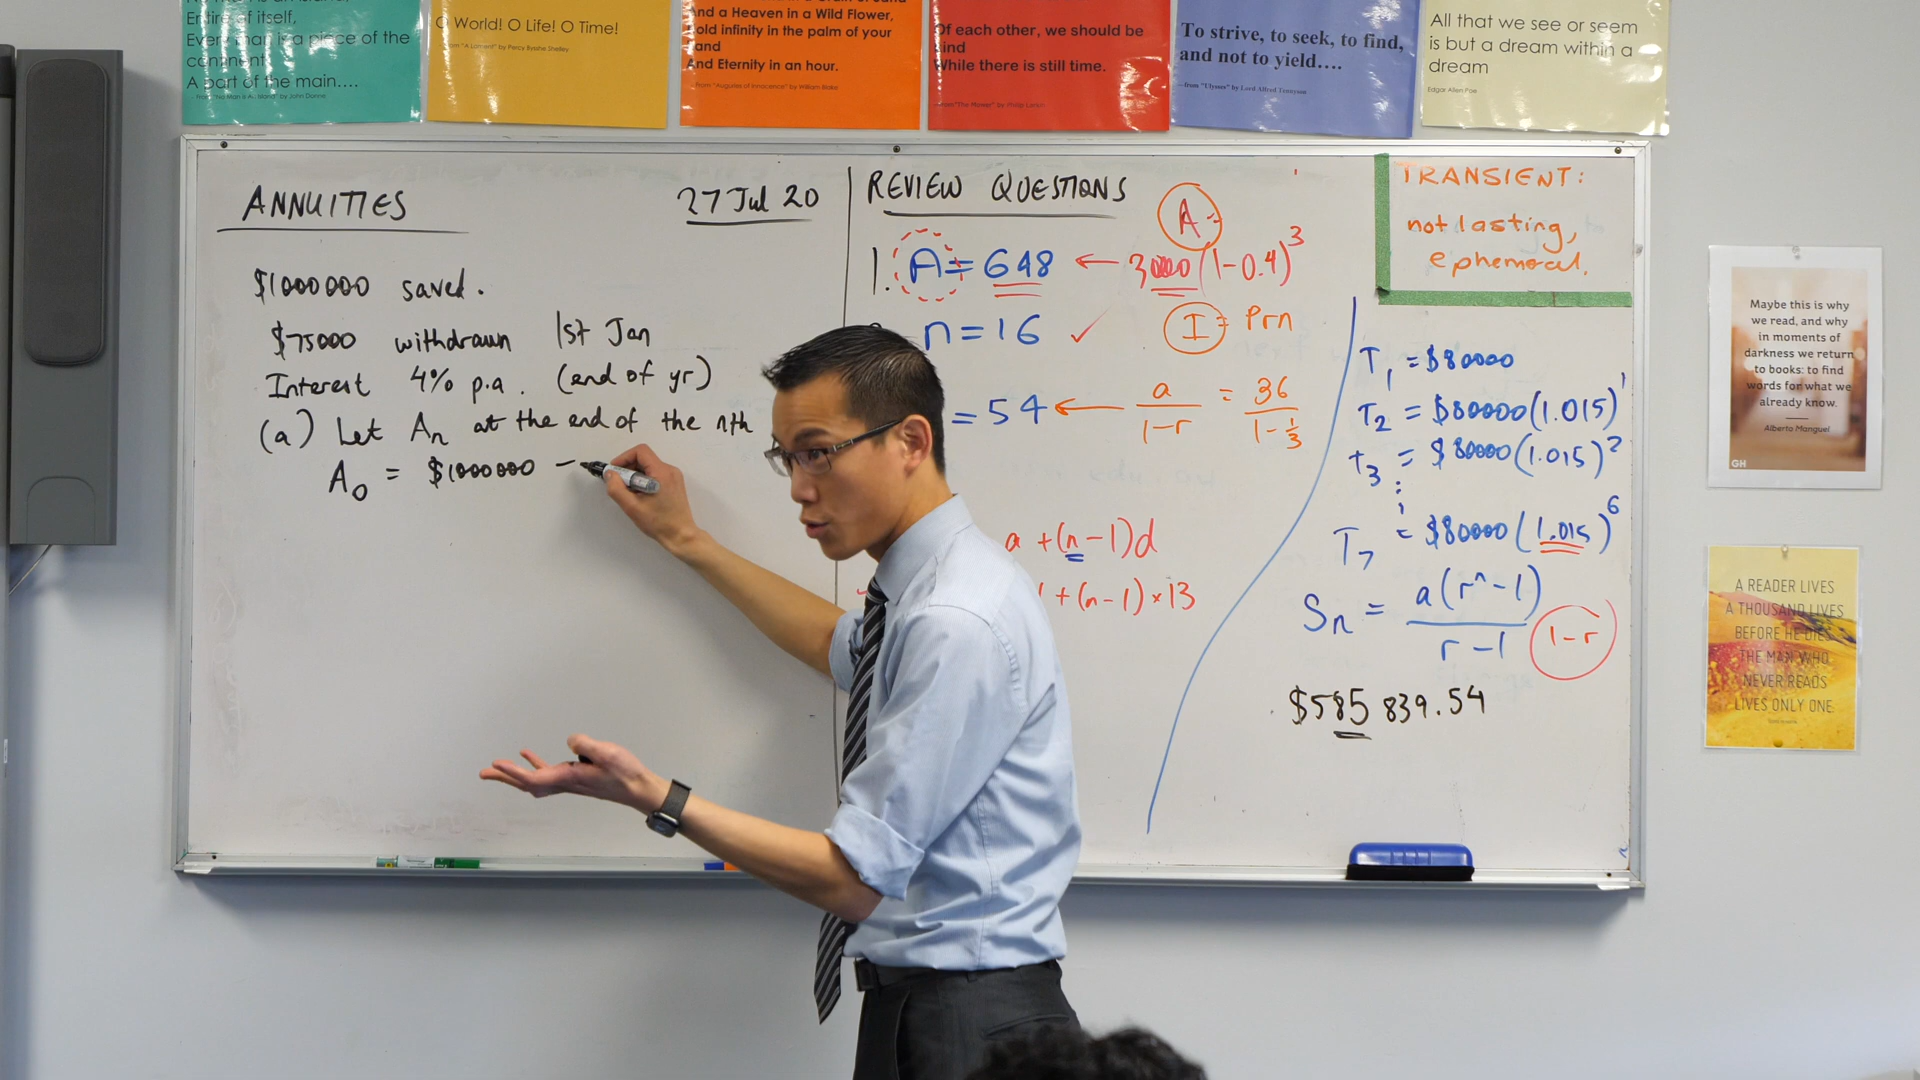 Entire of itself,
Every man is a piece of the
continent,
A part of the main....
- from "No Man is an Island" by John Donne
O World! O Life! O Time!
from "A Lament" by Percy Bysshe Shelley
And a Heaven in a Wild Flower,
Hold infinity in the palm of your
hand
And Eternity in an hour.
from "Auguries of Innocence" by William Blake
Of each other, we should be
kind
While there is still time.
from "The Mower" by Philip Larkin
To strive, to seek, to find,
and not to yield....
- from "Ulysses" by Lord Alfred Tennyson
All that we see or seem
is but a dream within a
dream
Edgar Allen Poe
ANNUITIES
27 Jul 20
$1000000 saved.
$75000 withdrawn 1st Jan
Interest 4% p.a. (end of yr)
(a) Let An at the end of the nth
A0 = $1000000 -
REVIEW QUESTIONS
A =
1. A = 648 ← 3000(1-0.4)^3
n = 16 ✓
I = Prn
= 54 ← a/(1-r) = 36/(1-1/3)
a + (n-1)d
1 + (n-1) × 13
TRANSIENT:
not lasting,
ephemeral.
T1 = $80000
T2 = $80000(1.015)^1
T3 = $80000(1.015)^2
⋮
T7 = $80000(1.015)^6
Sn = a(r^n - 1)/(r - 1)
1-r
$585 839.54
Maybe this is why
we read, and why
in moments of
darkness we return
to books: to find
words for what we
already know.
Alberto Manguel
GH
A READER LIVES
A THOUSAND LIVES
BEFORE HE DIES
THE MAN WHO
NEVER READS
LIVES ONLY ONE.